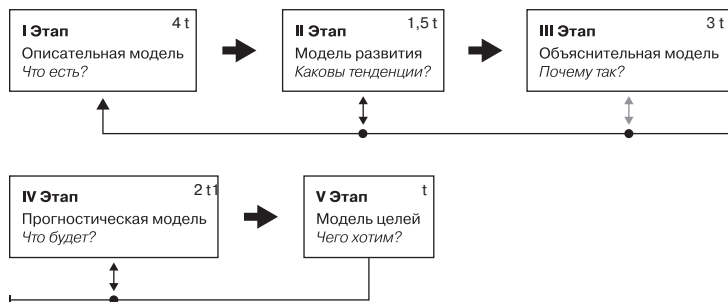 I Этап 4 t
Описательная модель
Что есть?
II Этап 1,5 t
Модель развития
Каковы тенденции?
III Этап 3 t
Объяснительная модель
Почему так?
IV Этап 2 t1
Прогностическая модель
Что будет?
V Этап t
Модель целей
Чего хотим?